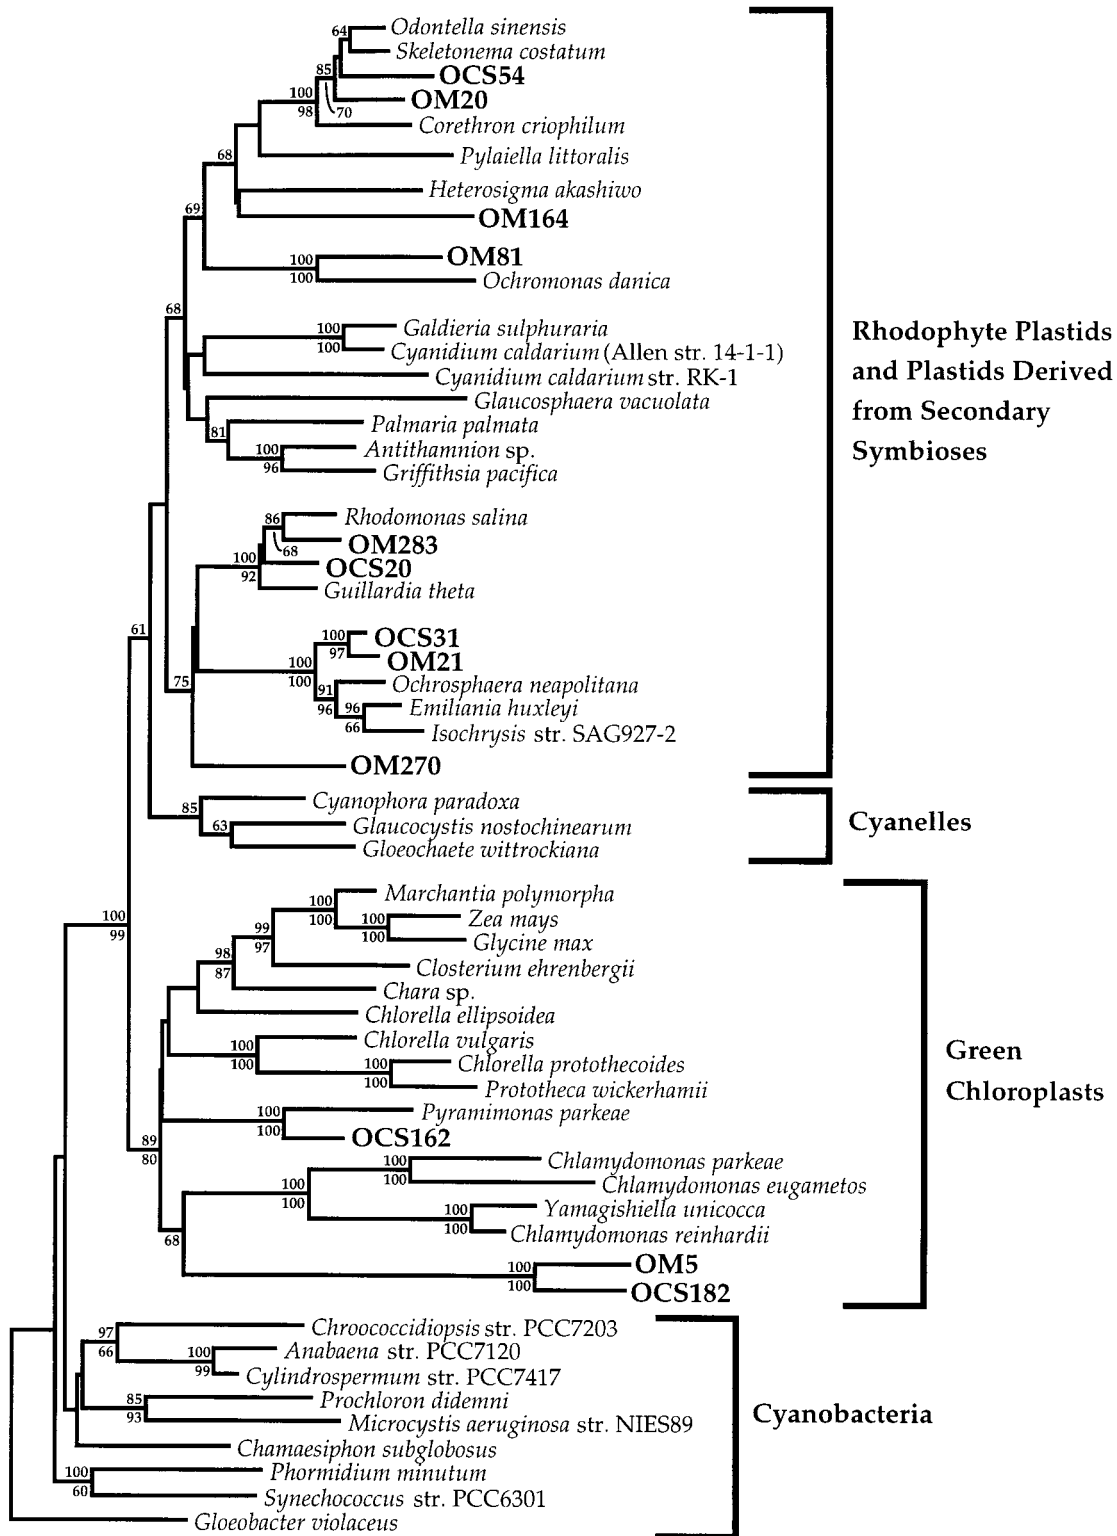 64
Odontella sinensis
Skeletonema costatum
85
OCS54
100
OM20
98
70
Corethron criophilum
68
Pylaiella littoralis
Heterosigma akashiwo
69
OM164
OM81
100
100
Ochromonas danica
68
100
Galdieria sulphuraria
100
Cyanidium caldarium (Allen str. 14-1-1)
Cyanidium caldarium str. RK-1
Glaucosphaera vacuolata
81
Palmaria palmata
100
Antithamnion sp.
96
Griffithsia pacifica
Rhodophyte Plastids
and Plastids Derived
from Secondary
Symbioses
86
Rhodomonas salina
68
OM283
100
OCS20
92
Guillardia theta
61
100
OCS31
97
OM21
100
100
91
Ochrosphaera neapolitana
75
96
96
Emiliania huxleyi
66
Isochrysis str. SAG927-2
OM270
85
Cyanophora paradoxa
63
Glaucocystis nostochinearum
Gloeochaete wittrockiana
Cyanelles
100
99
100
Marchantia polymorpha
100
100
Zea mays
99
100
Glycine max
97
98
Closterium ehrenbergii
87
Chara sp.
Chlorella ellipsoidea
Chlorella vulgaris
100
100
100
Chlorella protothecoides
100
Prototheca wickerhamii
100
Pyranimonas parkeae
100
OCS162
89
80
100
Chlamydomonas parkeae
100
Chlamydomonas eugametos
100
100
100
Yamagishiella unicocca
100
Chlamydomonas reinhardii
68
100
OM5
100
OCS182
Green
Chloroplasts
97
Chroococcidiopsis str. PCC7203
66
100
Anabaena str. PCC7120
99
Cylindrospermum str. PCC7417
85
Prochloron didemni
93
Microcystis aeruginosa str. NIES89
Chamaesiphon subglobosus
100
Phormidium minutum
60
Synechococcus str. PCC6301
Gloeobacter violaceus
Cyanobacteria